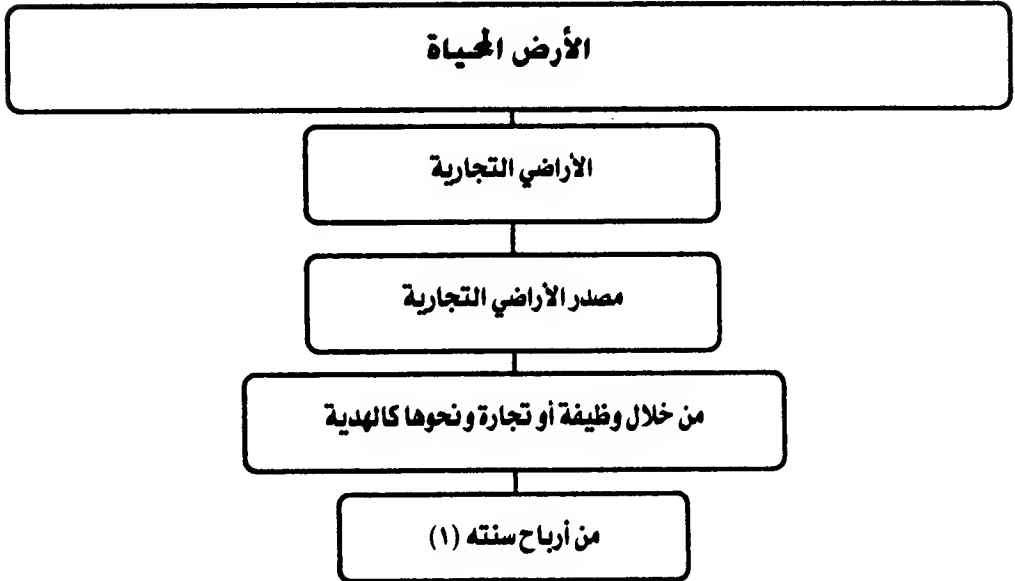 الأرض المحياة
الأراضي التجارية
مصدر الأراضي التجارية
من خلال وظيفة أو تجارة ونحوها كالهدية
من أرباح سنته (١)